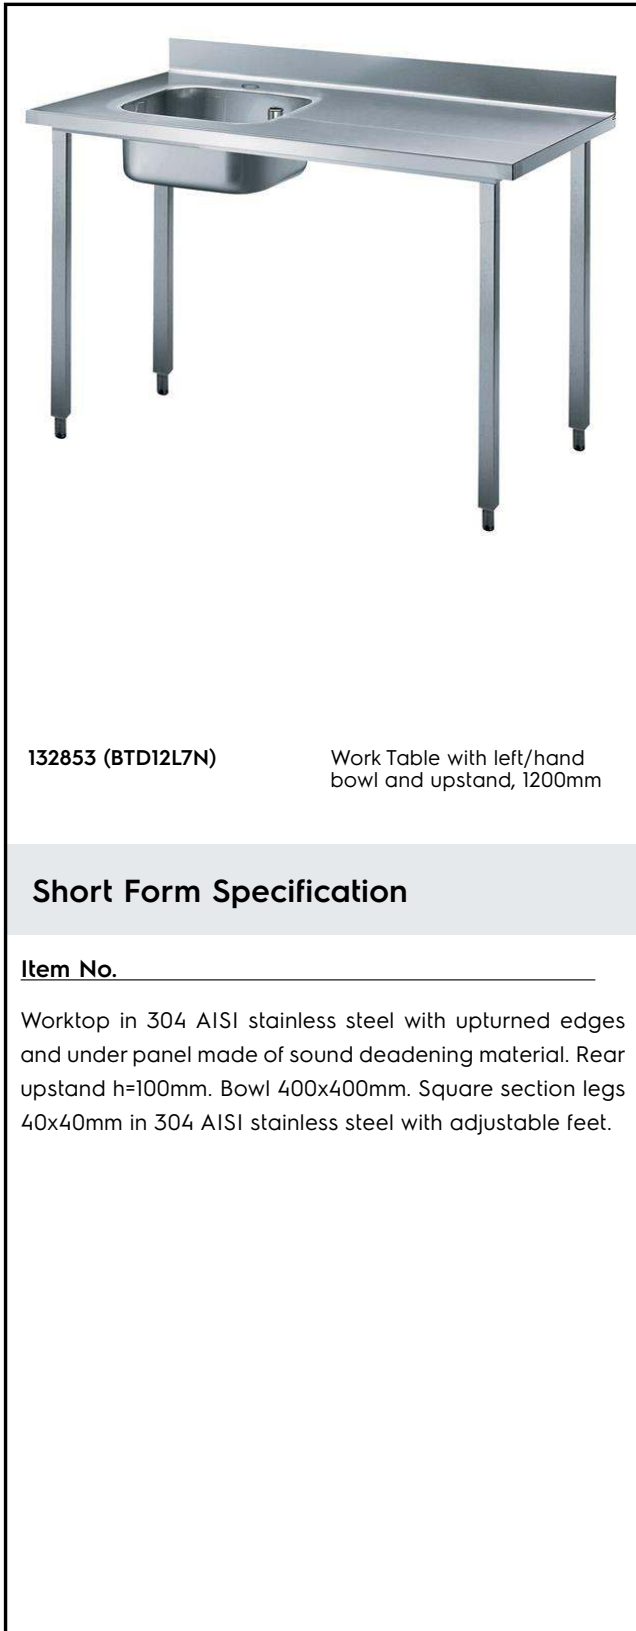 132853 (BTD12L7N)
Work Table with left/hand
bowl and upstand, 1200mm
Short Form Specification
Item No.
Worktop in 304 AISI stainless steel with upturned edges
and under panel made of sound deadening material. Rear
upstand h=100mm. Bowl 400x400mm. Square section legs
40x40mm in 304 AISI stainless steel with adjustable feet.